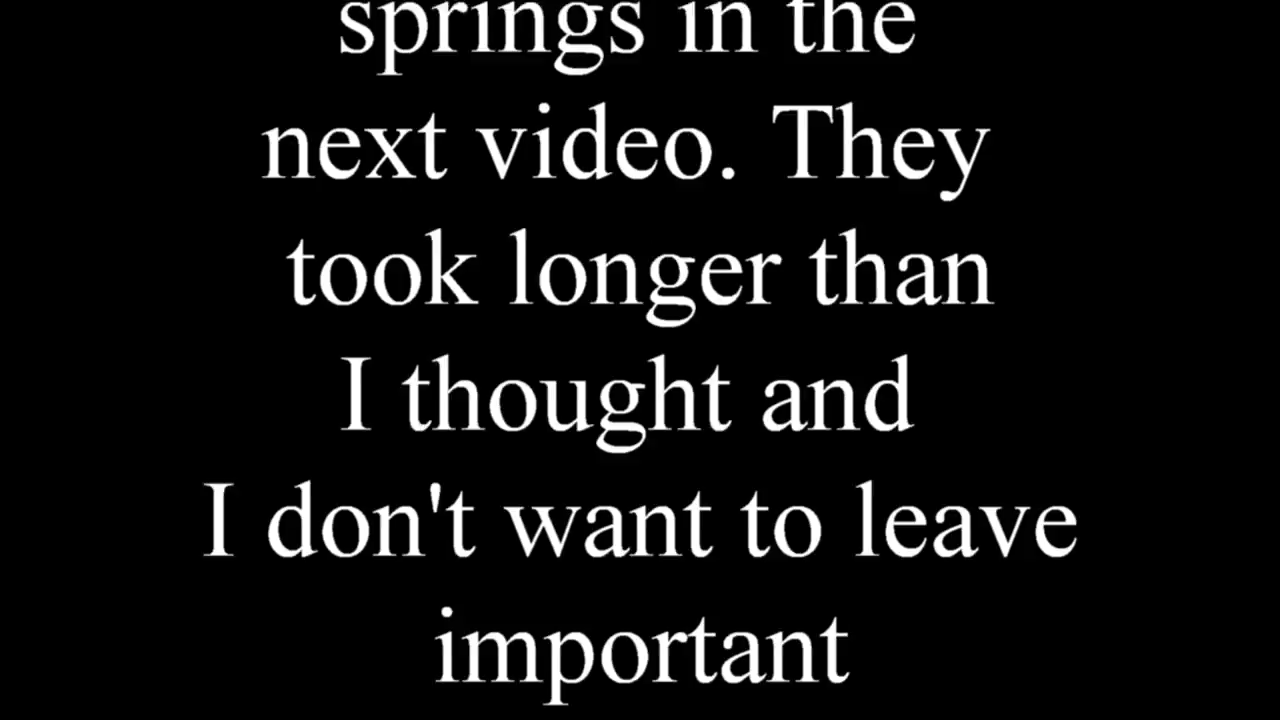 springs in the
next video. They
took longer than
I thought and
I don't want to leave
important